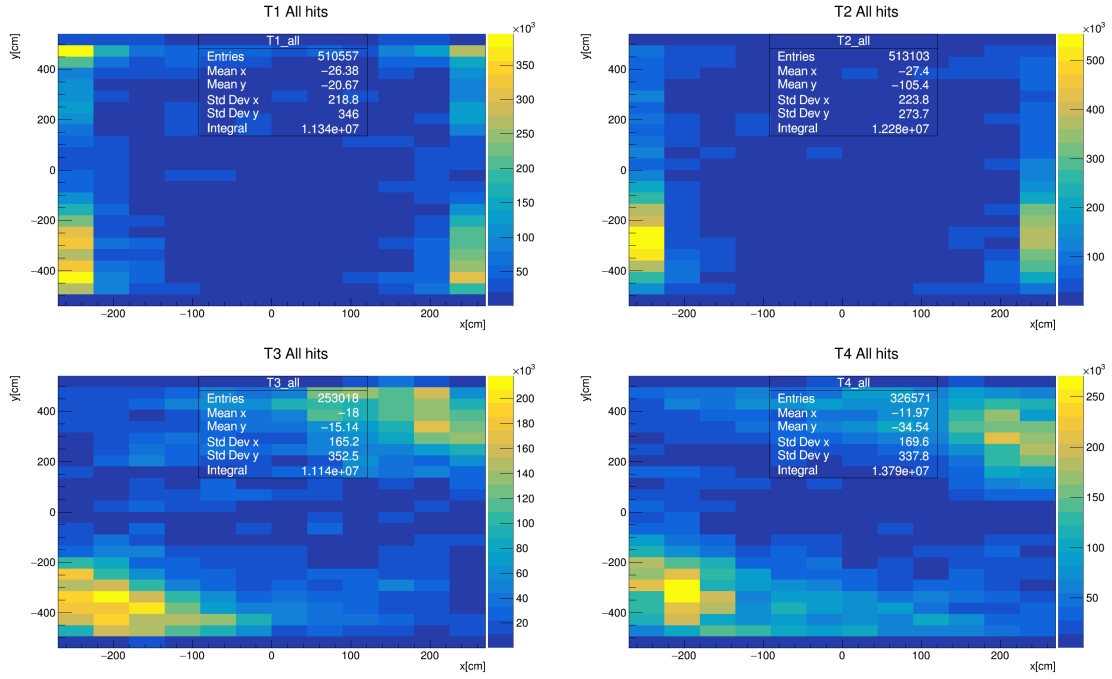 T1 All hits
y[cm]
×10³
T1_all
Entries 510557
Mean x −26.38
Mean y −20.67
Std Dev x 218.8
Std Dev y 346
Integral 1.134e+07
400
200
0
−200
−400
−200 −100 0 100 200
x[cm]
350
300
250
200
150
100
50
T2 All hits
y[cm]
×10³
T2_all
Entries 513103
Mean x −27.4
Mean y −105.4
Std Dev x 223.8
Std Dev y 273.7
Integral 1.228e+07
400
200
0
−200
−400
−200 −100 0 100 200
x[cm]
500
400
300
200
100
T3 All hits
y[cm]
×10³
T3_all
Entries 253018
Mean x −18
Mean y −15.14
Std Dev x 165.2
Std Dev y 352.5
Integral 1.114e+07
400
200
0
−200
−400
−200 −100 0 100 200
x[cm]
200
180
160
140
120
100
80
60
40
20
T4 All hits
y[cm]
×10³
T4_all
Entries 326571
Mean x −11.97
Mean y −34.54
Std Dev x 169.6
Std Dev y 337.8
Integral 1.379e+07
400
200
0
−200
−400
−200 −100 0 100 200
x[cm]
250
200
150
100
50